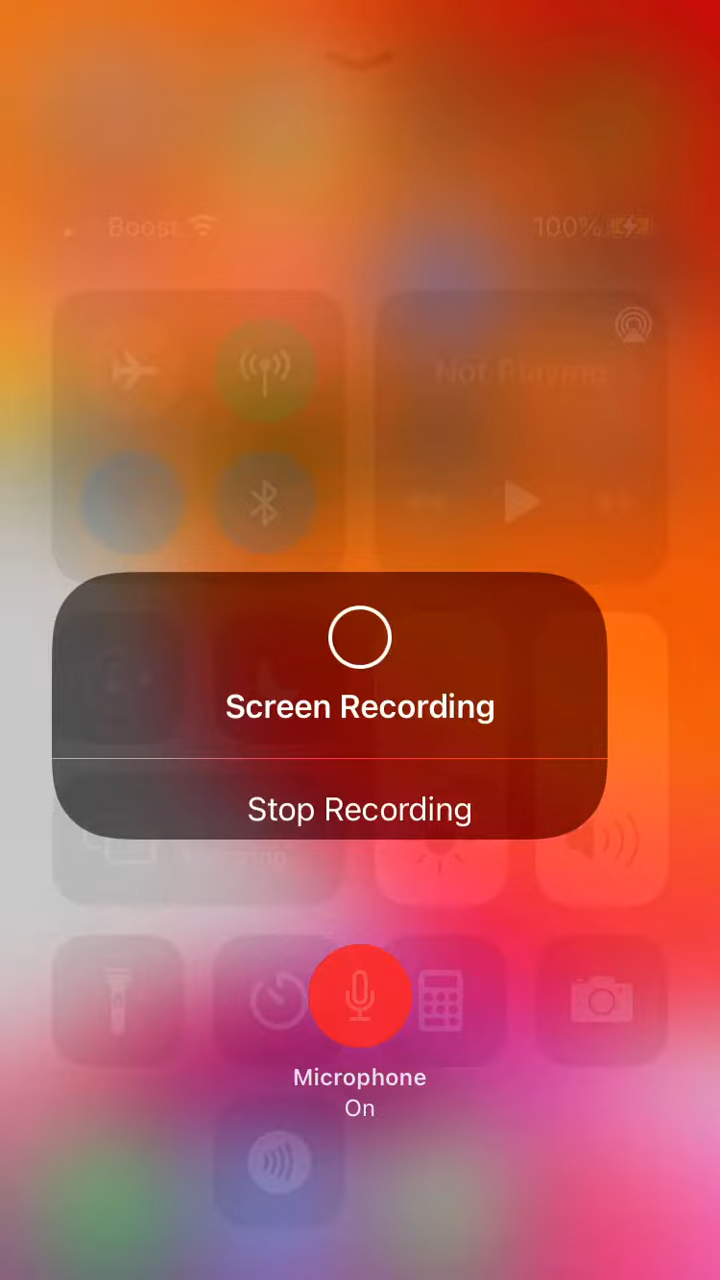 Boost
100%
Not Playing
Screen Recording
Stop Recording
Microphone
On